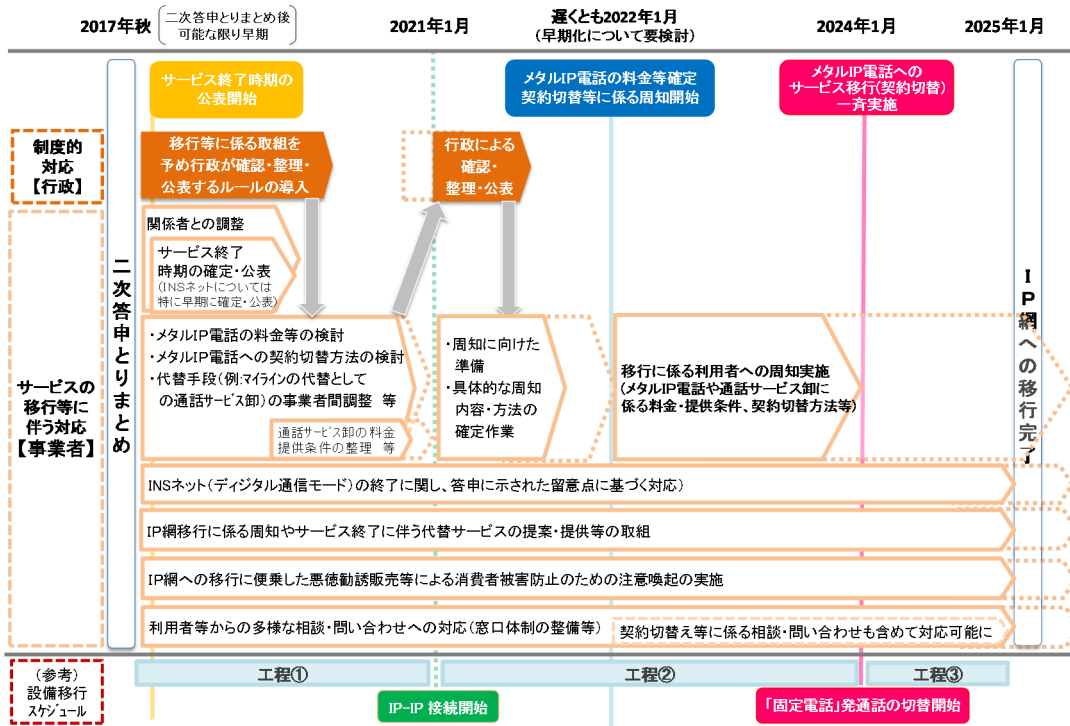 2017年秋
二次答申とりまとめ後
可能な限り早期
2021年1月
遅くとも2022年1月
(早期化について要検討)
2024年1月
2025年1月
サービス終了時期の
公表開始
メタルIP電話の料金等確定
契約切替等に係る周知開始
メタルIP電話への
サービス移行(契約切替)
一斉実施
制度的
対応
【行政】
移行等に係る取組を
予め行政が確認・整理・
公表するルールの導入
行政による
確認・
整理・公表
サービスの
移行等に
伴う対応
【事業者】
二次答申とりまとめ
関係者との調整
サービス終了
時期の確定・公表
(INSネットについては
特に早期に確定・公表)
・メタルIP電話の料金等の検討
・メタルIP電話への契約切替方法の検討
・代替手段(例:マイラインの代替として
の通話サービス卸)の事業者間調整 等
通話サービス卸の料金
提供条件の整理 等
・周知に向けた
準備
・具体的な周知
内容・方法の
確定作業
移行に係る利用者への周知実施
(メタルIP電話や通話サービス卸に
係る料金・提供条件、契約切替方法等)
IP網への移行完了
INSネット(ディジタル通信モード)の終了に関し、答申に示された留意点に基づく対応)
IP網移行に係る周知やサービス終了に伴う代替サービスの提案・提供等の取組
IP網への移行に便乗した悪徳勧誘販売等による消費者被害防止のための注意喚起の実施
利用者等からの多様な相談・問い合わせへの対応(窓口体制の整備等)
契約切替え等に係る相談・問い合わせも含めて対応可能に
(参考)
設備移行
スケジュール
工程①
工程②
工程③
IP-IP 接続開始
「固定電話」発通話の切替開始